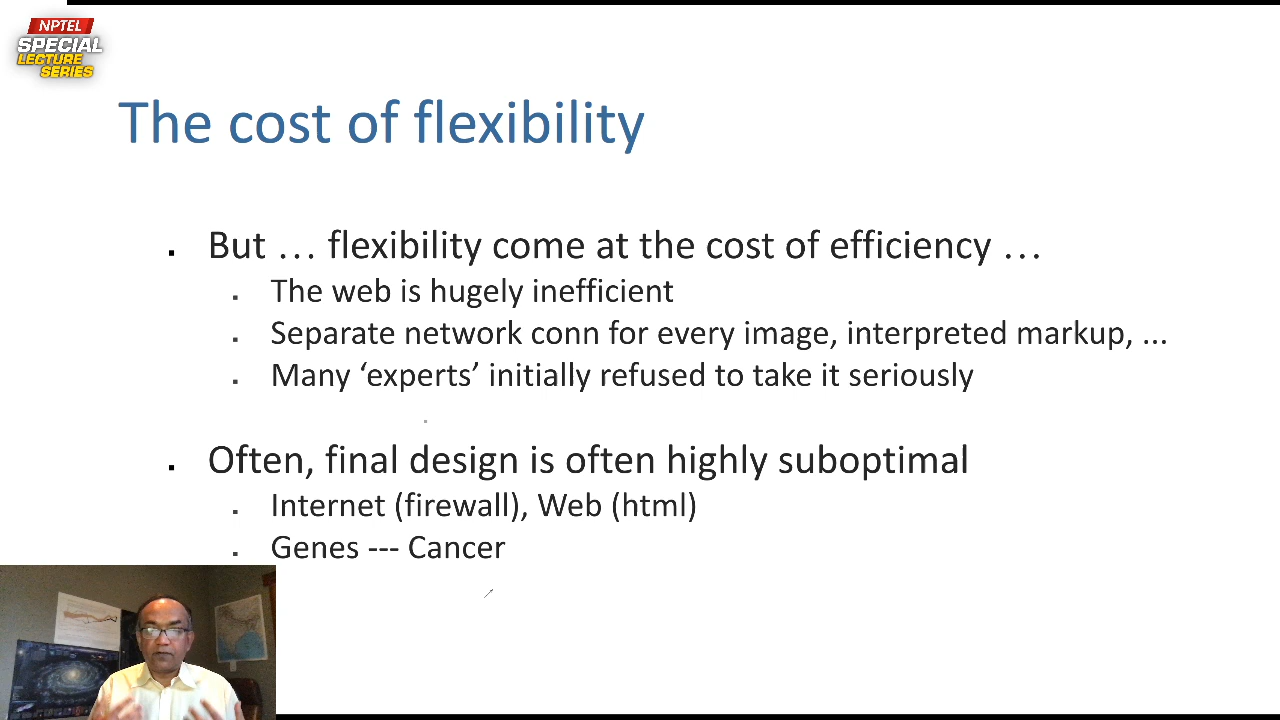 NPTEL
SPECIAL
LECTURE
SERIES
The cost of flexibility
But … flexibility come at the cost of efficiency …
The web is hugely inefficient
Separate network conn for every image, interpreted markup, ...
Many ‘experts’ initially refused to take it seriously
Often, final design is often highly suboptimal
Internet (firewall), Web (html)
Genes --- Cancer